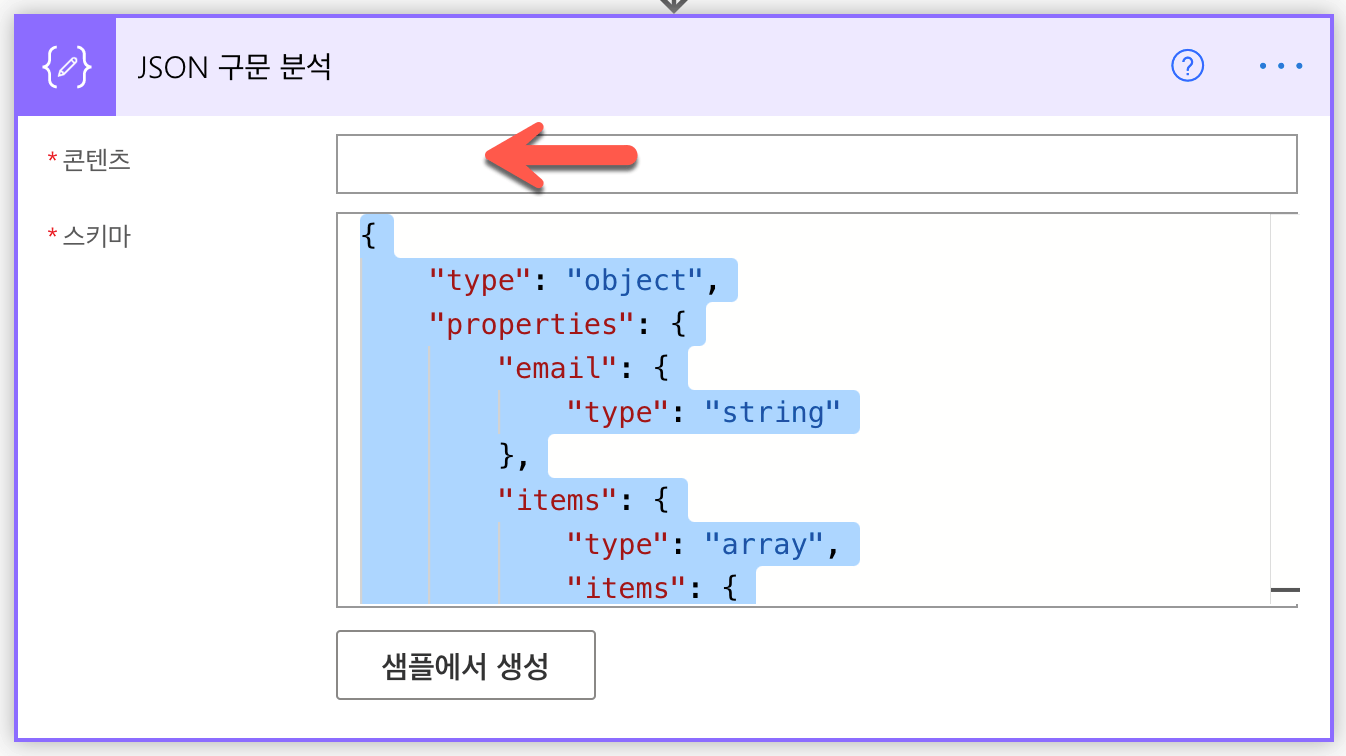 JSON 구문 분석
?
* 콘텐츠
* 스키마
{
"type": "object",
"properties": {
"email": {
"type": "string"
},
"items": {
"type": "array",
"items": {
샘플에서 생성